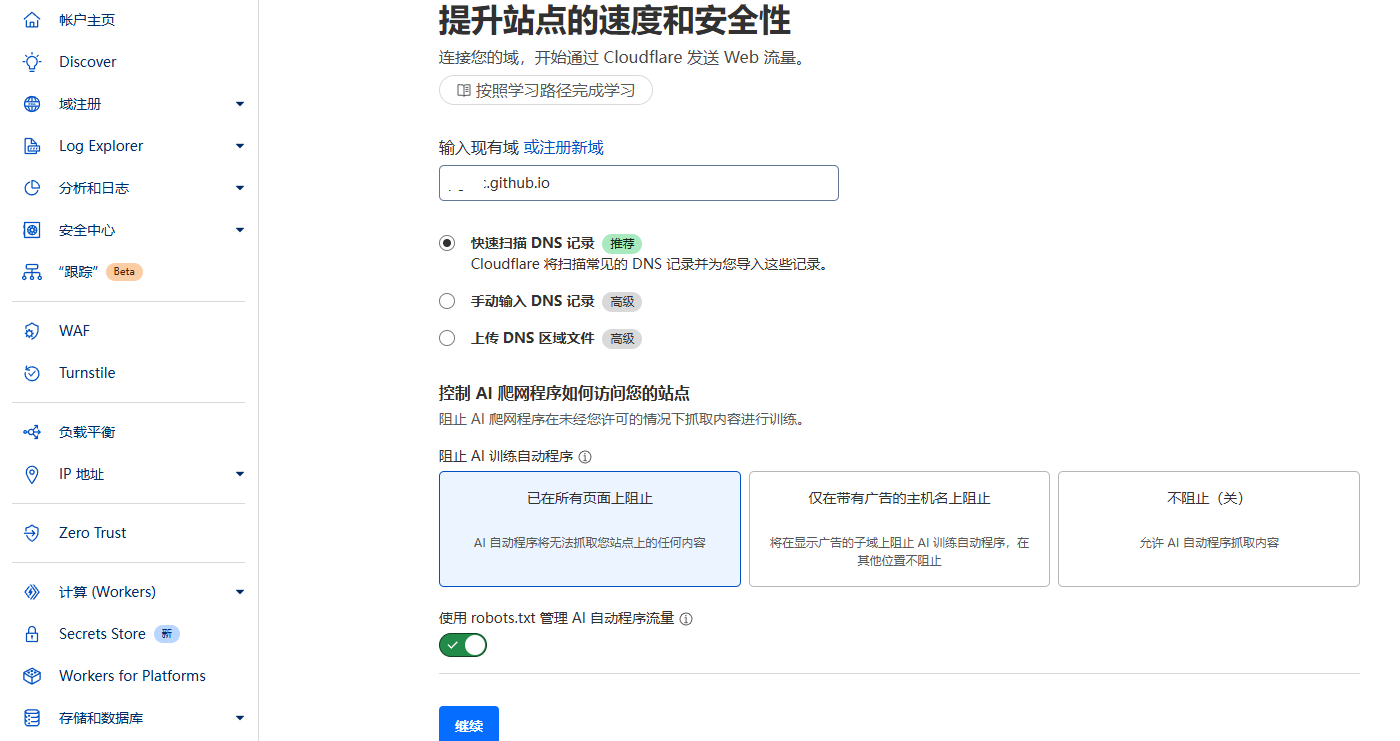 帐户主页
Discover
域注册
Log Explorer
分析和日志
安全中心
“跟踪” Beta
WAF
Turnstile
负载平衡
IP 地址
Zero Trust
计算 (Workers)
Secrets Store 新
Workers for Platforms
存储和数据库
提升站点的速度和安全性
连接您的域，开始通过 Cloudflare 发送 Web 流量。
按照学习路径完成学习
输入现有域 或注册新域
.github.io
快速扫描 DNS 记录 推荐
Cloudflare 将扫描常见的 DNS 记录并为您导入这些记录。
手动输入 DNS 记录 高级
上传 DNS 区域文件 高级
控制 AI 爬网程序如何访问您的站点
阻止 AI 爬网程序在未经您许可的情况下抓取内容进行训练。
阻止 AI 训练自动程序
已在所有页面上阻止
AI 自动程序将无法抓取您站点上的任何内容
仅在带有广告的主机名上阻止
将在显示广告的子域上阻止 AI 训练自动程序，在
其他位置不阻止
不阻止（关）
允许 AI 自动程序抓取内容
使用 robots.txt 管理 AI 自动程序流量
继续